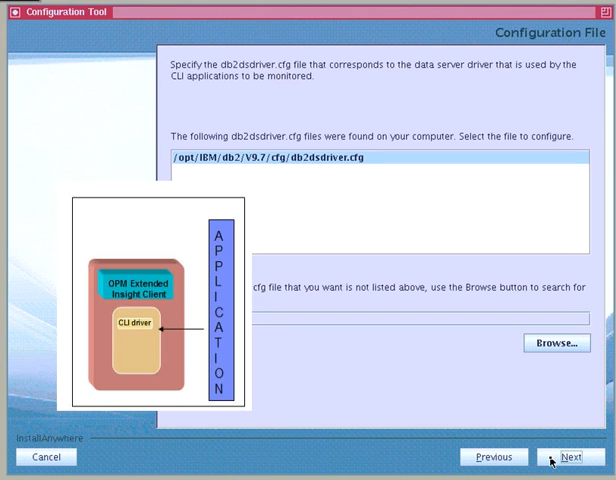 Configuration Tool
Configuration File
Specify the db2dsdriver.cfg file that corresponds to the data server driver that is used by the
CLI applications to be monitored.
The following db2dsdriver.cfg files were found on your computer. Select the file to configure.
/opt/IBM/db2/V9.7/cfg/db2dsdriver.cfg
OPM Extended
Insight Client
CLI driver
APPLICATION
cfg file that you want is not listed above, use the Browse button to search for
Browse...
InstallAnywhere
Cancel
Previous
Next